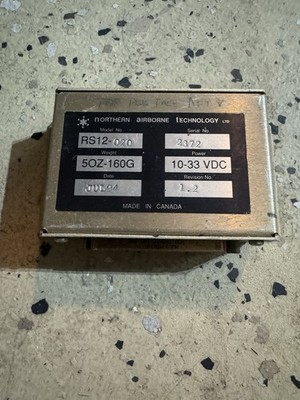 NORTHERN AIRBORNE TECHNOLOGY LTD
Model No. Serial No.
RS12-020 2372
Weight Power
5OZ-160G 10-33 VDC
Date Revision No.
1.2
MADE IN CANADA